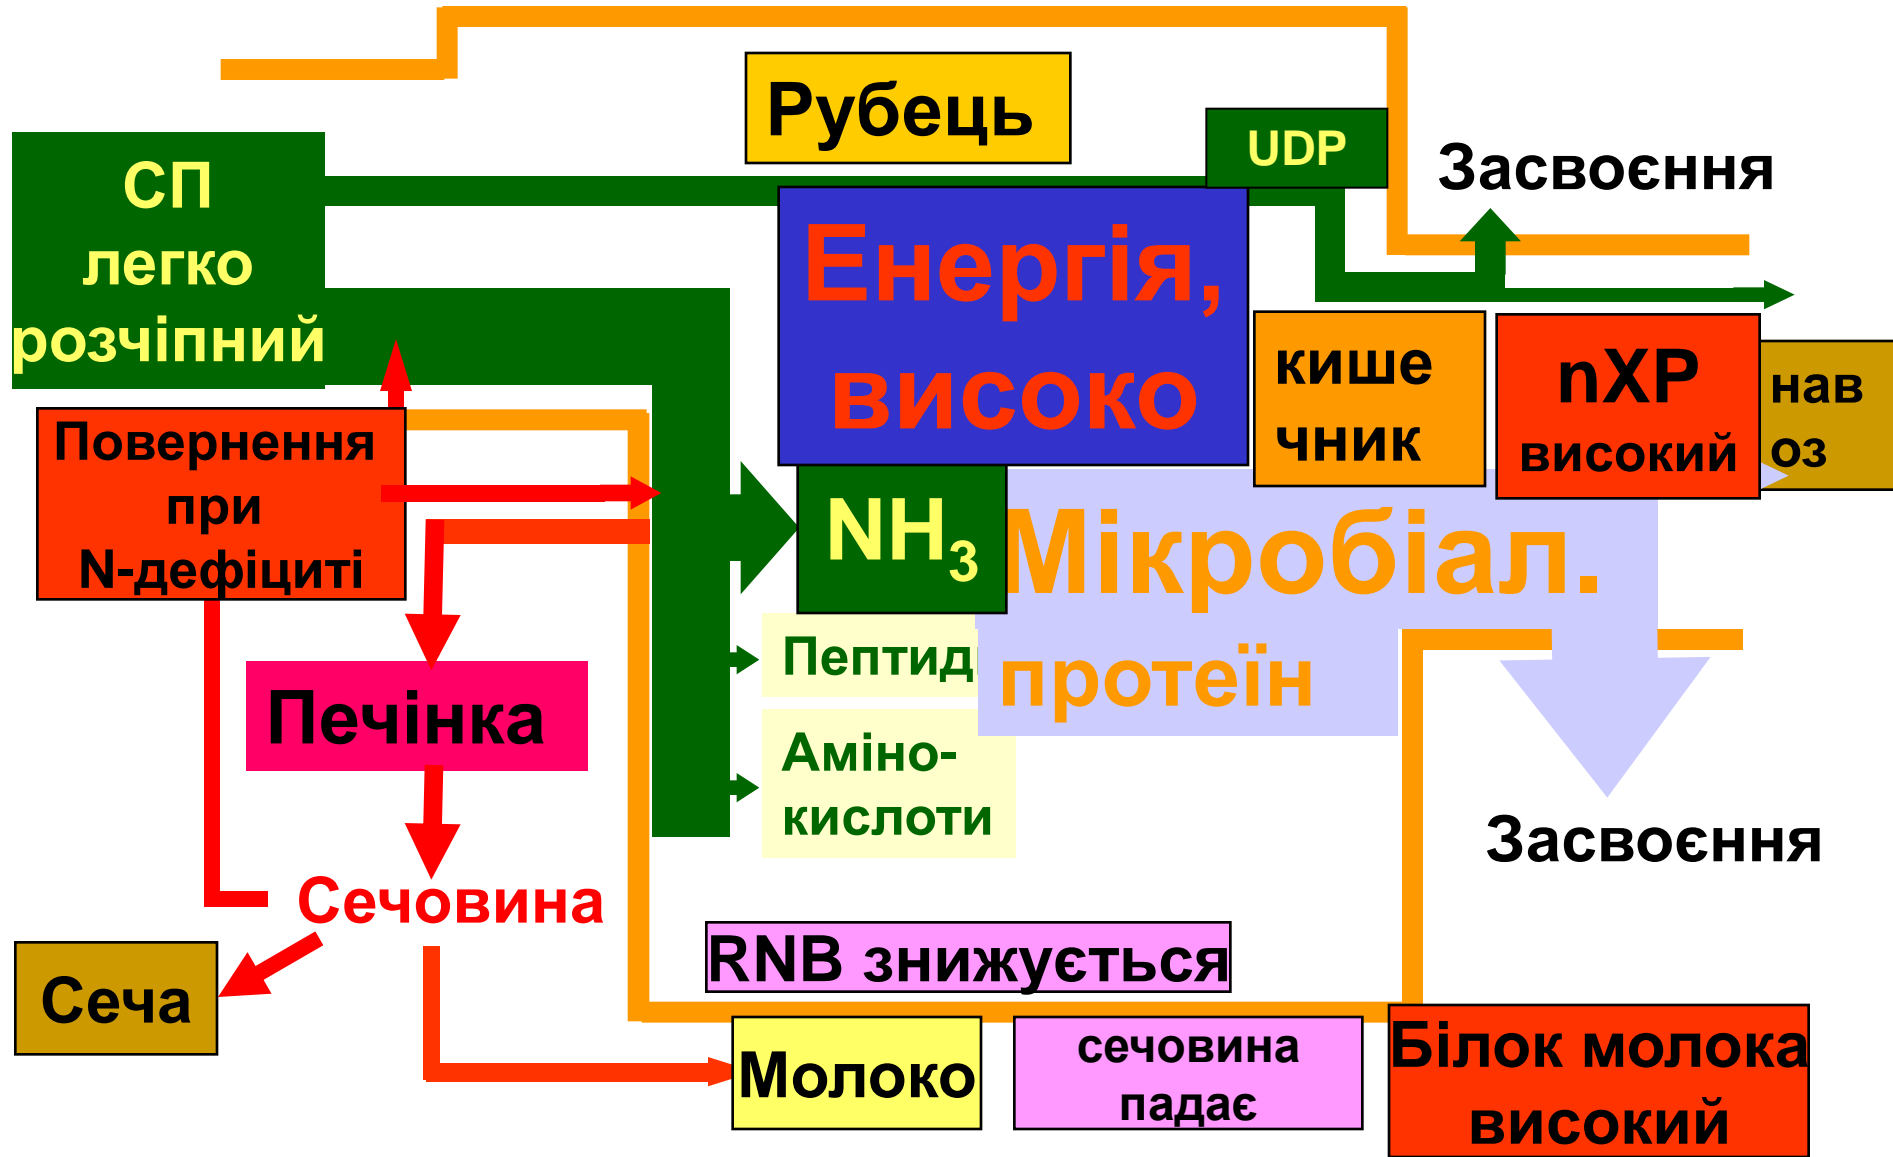 Рубець
UDP
Засвоєння
СП
легко
розчіпний
Енергія,
високо
кише
чник
nXP
високий
нав
оз
Повернення
при
N-дефіциті
NH₃
Мікробіал.
протеїн
Пептид
Печінка
Аміно-
кислоти
Засвоєння
Сечовина
RNB знижується
Сеча
Молоко
сечовина
падає
Білок молока
високий